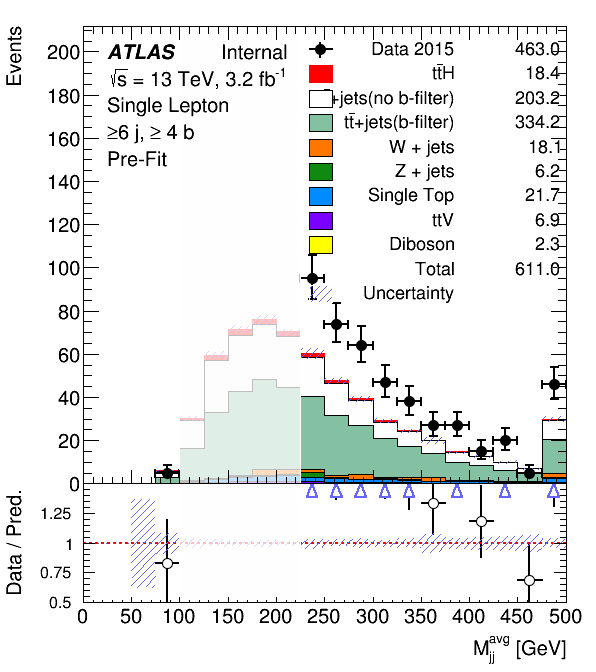 Events
ATLAS Internal
√s = 13 TeV, 3.2 fb⁻¹
Single Lepton
≥6 j, ≥ 4 b
Pre-Fit
Data 2015 463.0
tt̄H 18.4
+jets(no b-filter) 203.2
tt̄+jets(b-filter) 334.2
W + jets 18.1
Z + jets 6.2
Single Top 21.7
ttV 6.9
Diboson 2.3
Total 611.0
Uncertainty
200
180
160
140
120
100
80
60
40
20
0
Data / Pred.
1.25
1
0.75
0.5
0 50 100 150 200 250 300 350 400 450 500
M_jj^avg [GeV]